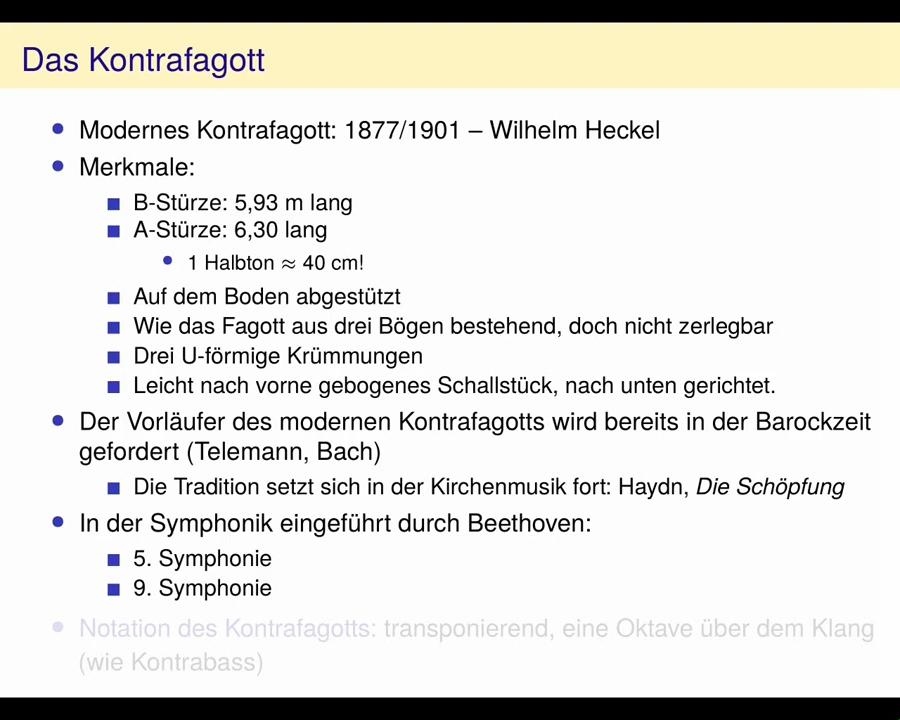 Das Kontrafagott
Modernes Kontrafagott: 1877/1901 – Wilhelm Heckel
Merkmale:
B-Stürze: 5,93 m lang
A-Stürze: 6,30 lang
1 Halbton ≈ 40 cm!
Auf dem Boden abgestützt
Wie das Fagott aus drei Bögen bestehend, doch nicht zerlegbar
Drei U-förmige Krümmungen
Leicht nach vorne gebogenes Schallstück, nach unten gerichtet.
Der Vorläufer des modernen Kontrafagotts wird bereits in der Barockzeit
gefordert (Telemann, Bach)
Die Tradition setzt sich in der Kirchenmusik fort: Haydn, Die Schöpfung
In der Symphonik eingeführt durch Beethoven:
5. Symphonie
9. Symphonie
Notation des Kontrafagotts: transponierend, eine Oktave über dem Klang
(wie Kontrabass)